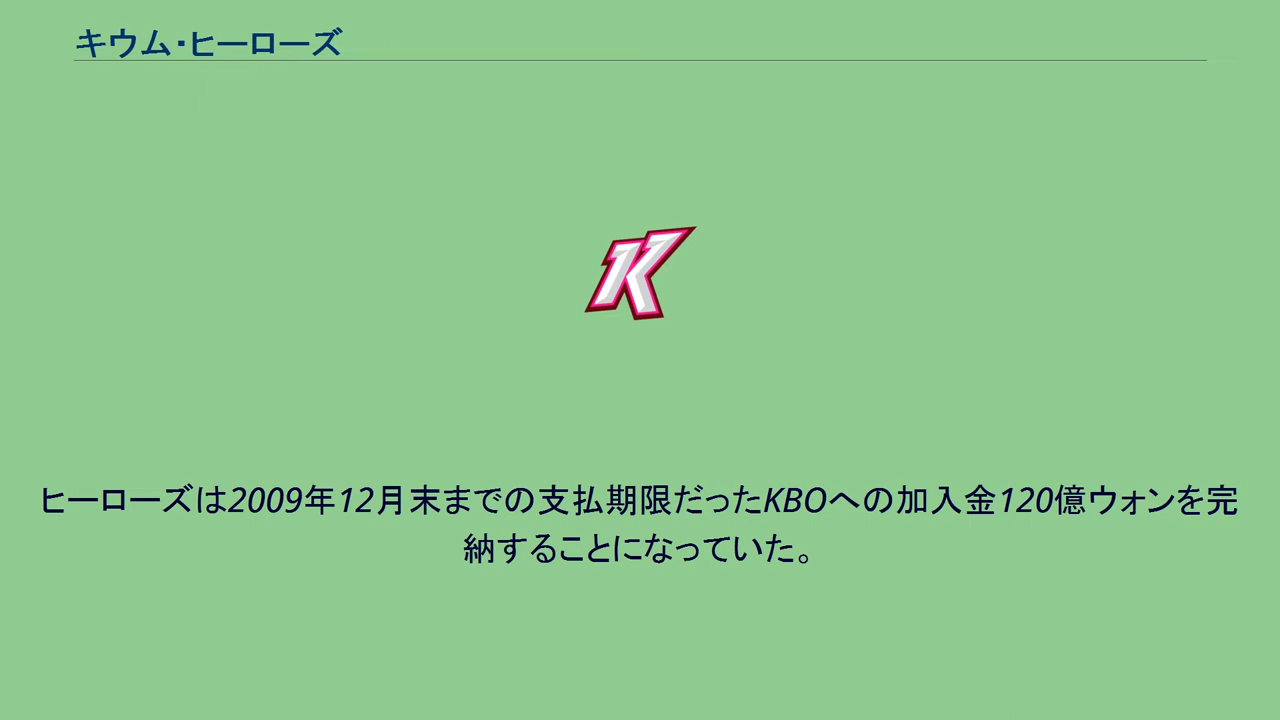 キウム・ヒーローズ
K
ヒーローズは2009年12月末までの支払期限だったKBOへの加入金120億ウォンを完
納することになっていた。